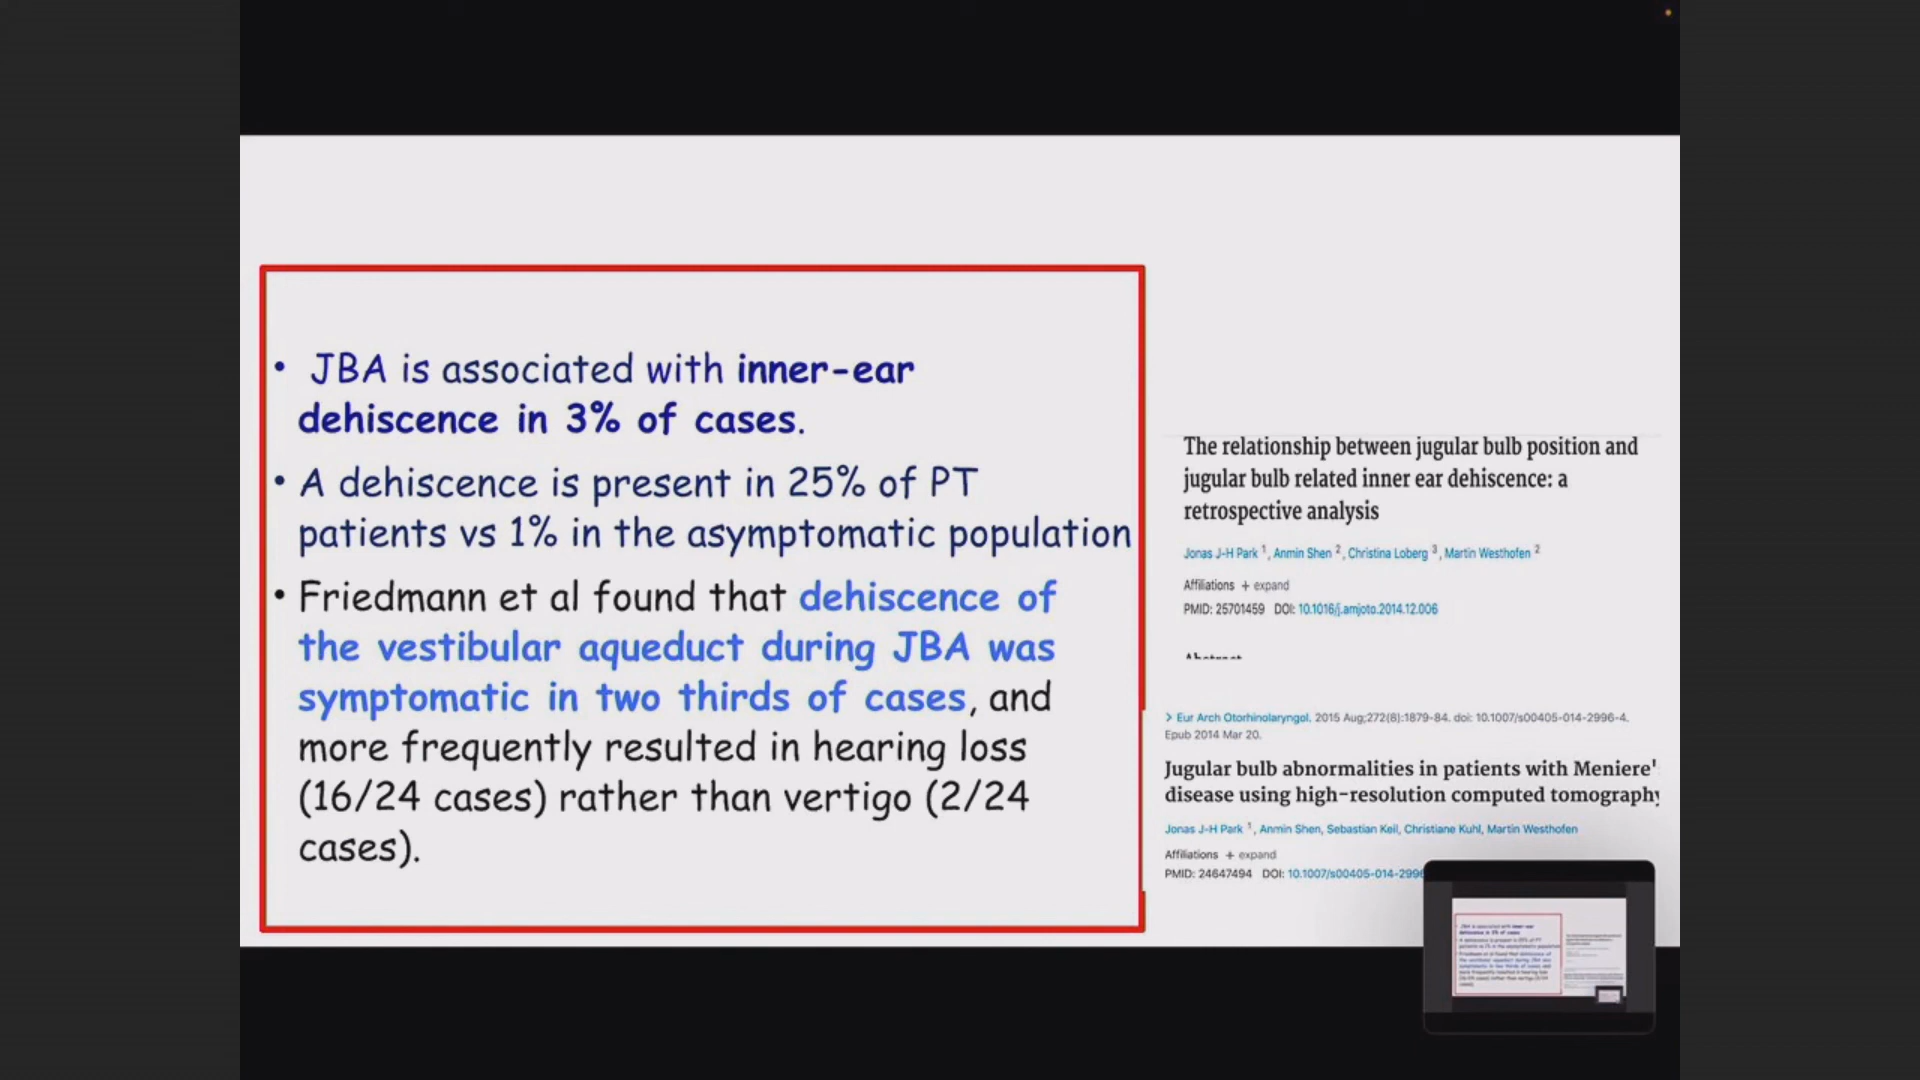 • JBA is associated with inner-ear
dehiscence in 3% of cases.
• A dehiscence is present in 25% of PT
patients vs 1% in the asymptomatic population
• Friedmann et al found that dehiscence of
the vestibular aqueduct during JBA was
symptomatic in two thirds of cases, and
more frequently resulted in hearing loss
(16/24 cases) rather than vertigo (2/24
cases).
The relationship between jugular bulb position and
jugular bulb related inner ear dehiscence: a
retrospective analysis
Jonas J-H Park 1, Anmin Shen 2, Christina Loberg 3, Martin Westhofen 2
Affiliations + expand
PMID: 25701459 DOI: 10.1016/j.amjoto.2014.12.006
> Eur Arch Otorhinolaryngol. 2015 Aug;272(8):1879-84. doi: 10.1007/s00405-014-2996-4.
Epub 2014 Mar 20.
Jugular bulb abnormalities in patients with Meniere'
disease using high-resolution computed tomography
Jonas J-H Park 1, Anmin Shen, Sebastian Keil, Christiane Kuhl, Martin Westhofen
Affiliations + expand
PMID: 24647494 DOI: 10.1007/s00405-014-2996